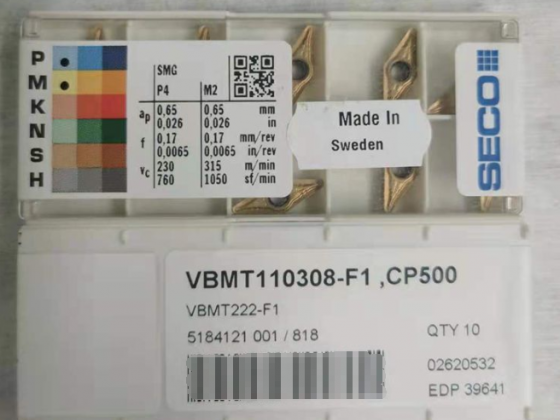 P
M
K
N
S
H
SMG
P4 M2
ap 0,65 0,65 mm
0,026 0,026 in
f 0,17 0,17 mm/rev
0,0065 0,0065 in/rev
vc 230 315 m/min
760 1050 sf/min
Made In
Sweden
SECO
VBMT110308-F1 ,CP500
VBMT222-F1
5184121 001 / 818
QTY 10
02620532
EDP 39641